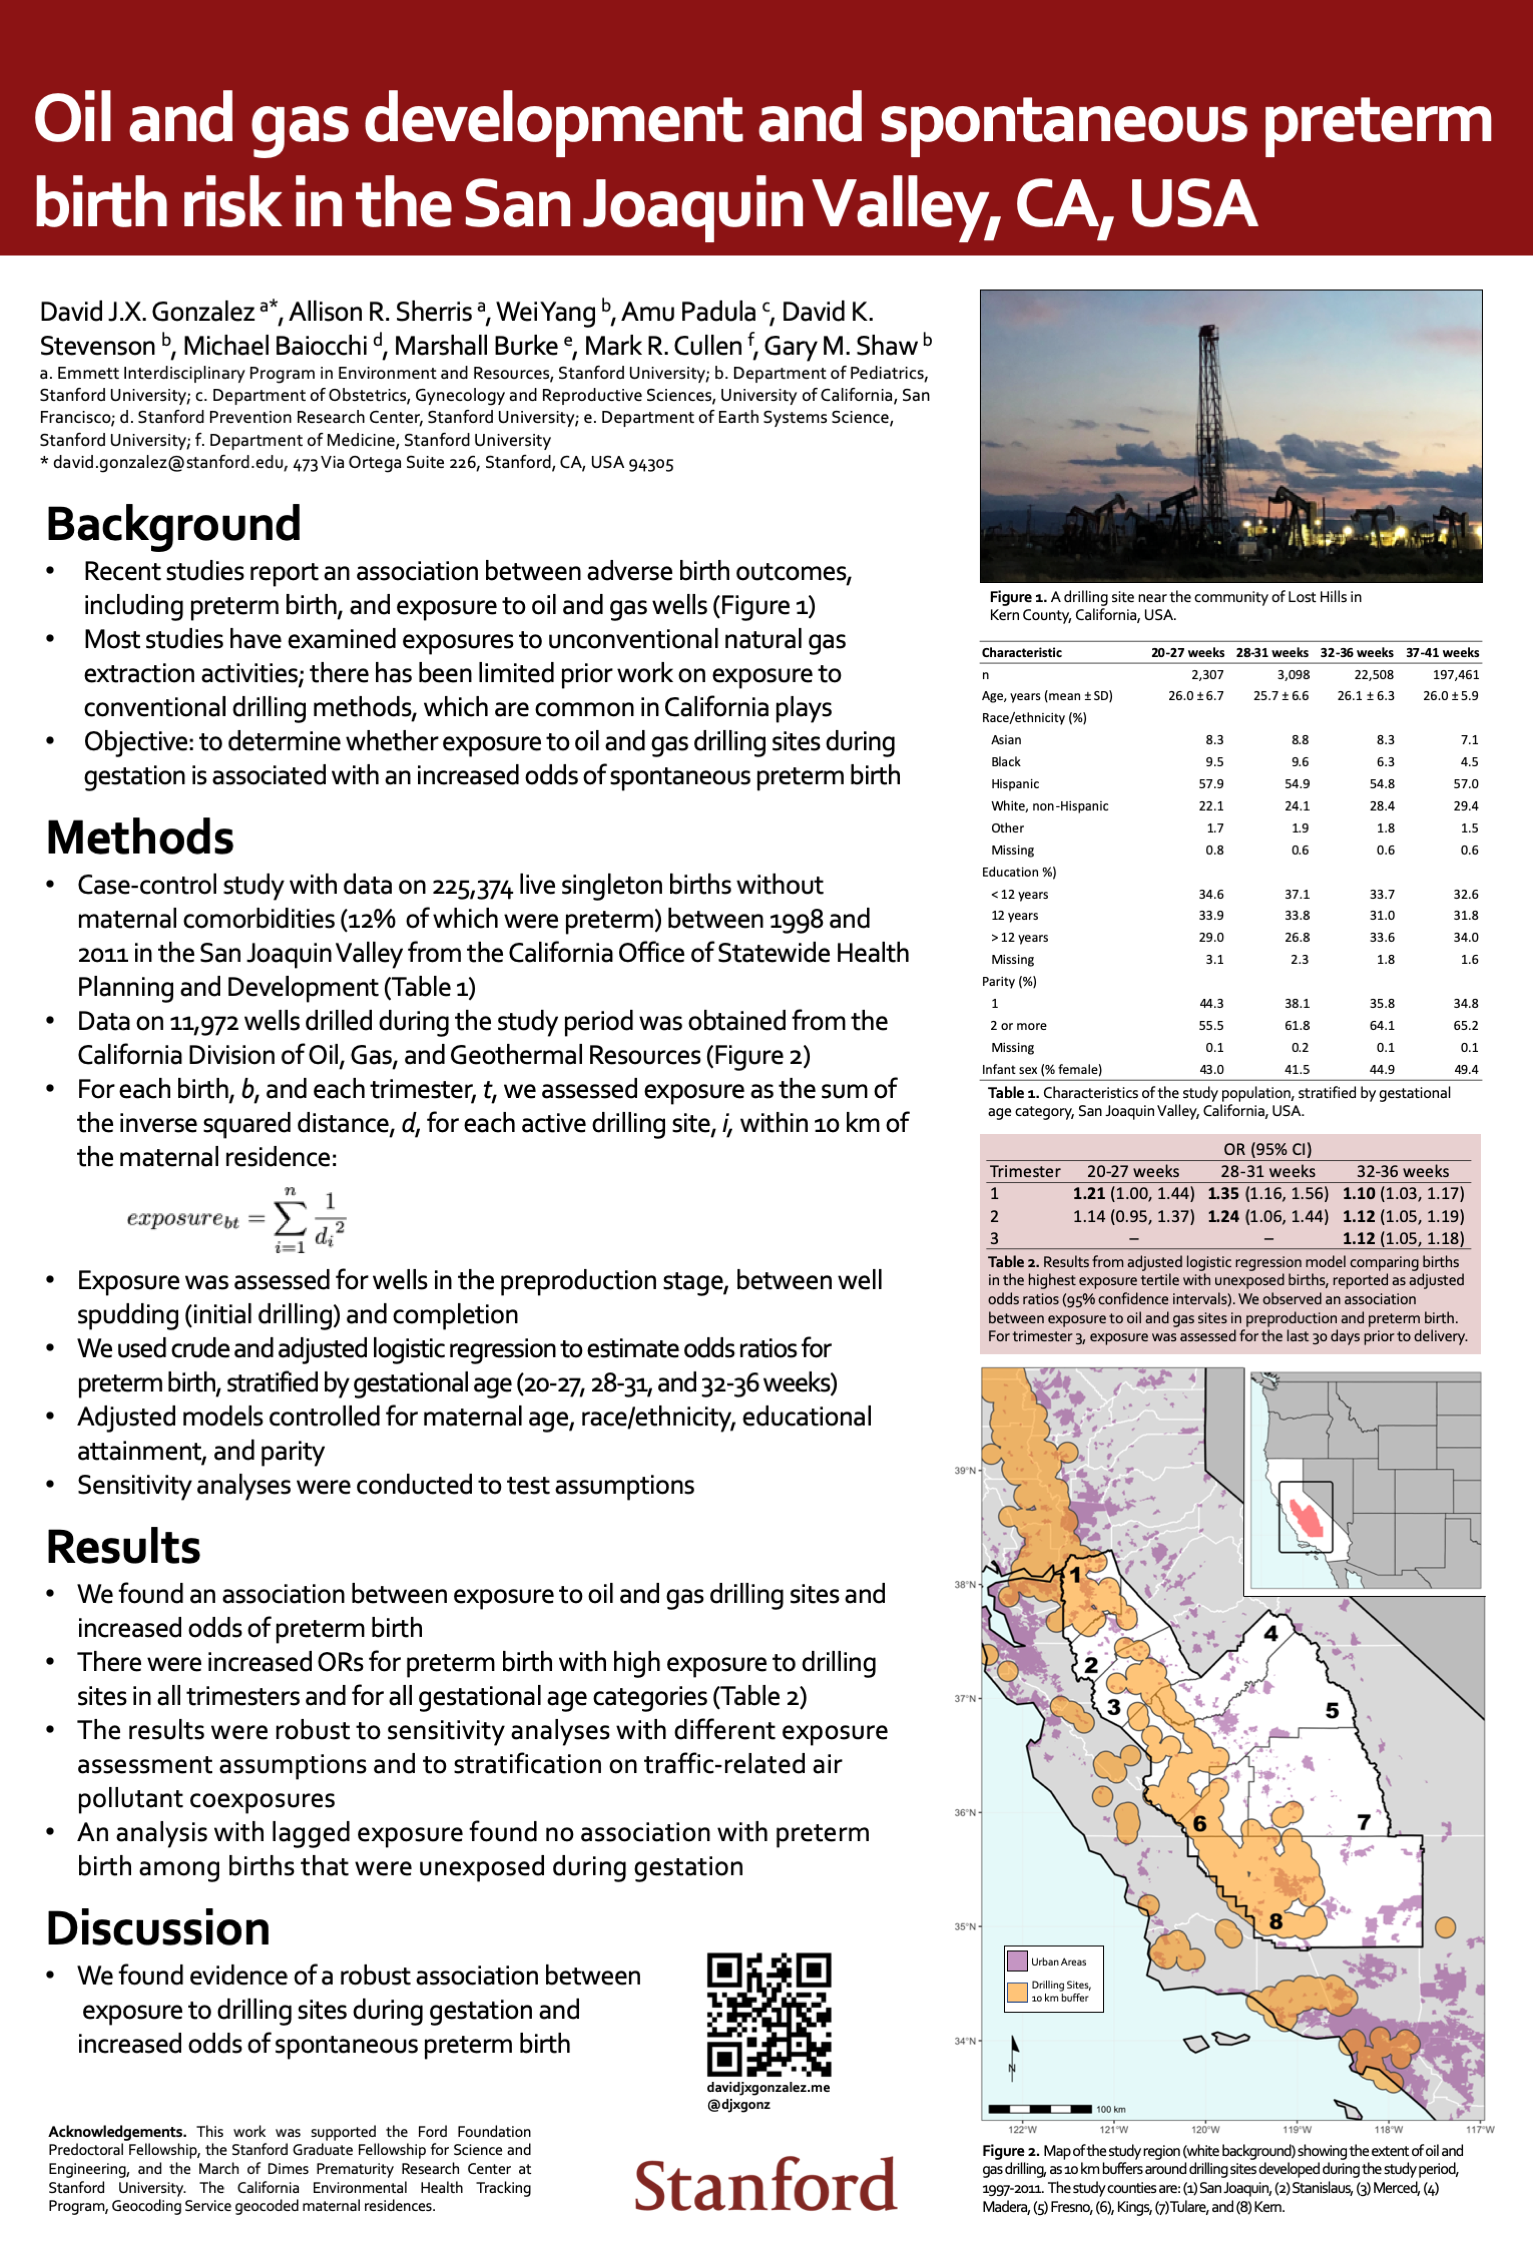 Oil and gas development and spontaneous preterm
birth risk in the San Joaquin Valley, CA, USA
David J.X. Gonzalez a*, Allison R. Sherris a, Wei Yang b, Amu Padula c, David K.
Stevenson b, Michael Baiocchi d, Marshall Burke e, Mark R. Cullen f, Gary M. Shaw b
a. Emmett Interdisciplinary Program in Environment and Resources, Stanford University; b. Department of Pediatrics,
Stanford University; c. Department of Obstetrics, Gynecology and Reproductive Sciences, University of California, San
Francisco; d. Stanford Prevention Research Center, Stanford University; e. Department of Earth Systems Science,
Stanford University; f. Department of Medicine, Stanford University
* david.gonzalez@stanford.edu, 473 Via Ortega Suite 226, Stanford, CA, USA 94305
Background
• Recent studies report an association between adverse birth outcomes,
including preterm birth, and exposure to oil and gas wells (Figure 1)
• Most studies have examined exposures to unconventional natural gas
extraction activities; there has been limited prior work on exposure to
conventional drilling methods, which are common in California plays
• Objective: to determine whether exposure to oil and gas drilling sites during
gestation is associated with an increased odds of spontaneous preterm birth
Methods
• Case-control study with data on 225,374 live singleton births without
maternal comorbidities (12% of which were preterm) between 1998 and
2011 in the San Joaquin Valley from the California Office of Statewide Health
Planning and Development (Table 1)
• Data on 11,972 wells drilled during the study period was obtained from the
California Division of Oil, Gas, and Geothermal Resources (Figure 2)
• For each birth, b, and each trimester, t, we assessed exposure as the sum of
the inverse squared distance, d, for each active drilling site, i, within 10 km of
the maternal residence:
exposure_bt = ∑_{i=1}^{n} 1/d_i²
• Exposure was assessed for wells in the preproduction stage, between well
spudding (initial drilling) and completion
• We used crude and adjusted logistic regression to estimate odds ratios for
preterm birth, stratified by gestational age (20-27, 28-31, and 32-36 weeks)
• Adjusted models controlled for maternal age, race/ethnicity, educational
attainment, and parity
• Sensitivity analyses were conducted to test assumptions
Results
• We found an association between exposure to oil and gas drilling sites and
increased odds of preterm birth
• There were increased ORs for preterm birth with high exposure to drilling
sites in all trimesters and for all gestational age categories (Table 2)
• The results were robust to sensitivity analyses with different exposure
assessment assumptions and to stratification on traffic-related air
pollutant coexposures
• An analysis with lagged exposure found no association with preterm
birth among births that were unexposed during gestation
Discussion
• We found evidence of a robust association between
exposure to drilling sites during gestation and
increased odds of spontaneous preterm birth
davidjxgonzalez.me
@djxgonz
Acknowledgements. This work was supported the Ford Foundation
Predoctoral Fellowship, the Stanford Graduate Fellowship for Science and
Engineering, and the March of Dimes Prematurity Research Center at
Stanford University. The California Environmental Health Tracking
Program, Geocoding Service geocoded maternal residences.
Stanford
Figure 1. A drilling site near the community of Lost Hills in
Kern County, California, USA.
Characteristic 20-27 weeks 28-31 weeks 32-36 weeks 37-41 weeks
n 2,307 3,098 22,508 197,461
Age, years (mean ± SD) 26.0 ± 6.7 25.7 ± 6.6 26.1 ± 6.3 26.0 ± 5.9
Race/ethnicity (%)
Asian 8.3 8.8 8.3 7.1
Black 9.5 9.6 6.3 4.5
Hispanic 57.9 54.9 54.8 57.0
White, non-Hispanic 22.1 24.1 28.4 29.4
Other 1.7 1.9 1.8 1.5
Missing 0.8 0.6 0.6 0.6
Education %)
< 12 years 34.6 37.1 33.7 32.6
12 years 33.9 33.8 31.0 31.8
> 12 years 29.0 26.8 33.6 34.0
Missing 3.1 2.3 1.8 1.6
Parity (%)
1 44.3 38.1 35.8 34.8
2 or more 55.5 61.8 64.1 65.2
Missing 0.1 0.2 0.1 0.1
Infant sex (% female) 43.0 41.5 44.9 49.4
Table 1. Characteristics of the study population, stratified by gestational
age category, San Joaquin Valley, California, USA.
OR (95% CI)
Trimester 20-27 weeks 28-31 weeks 32-36 weeks
1 1.21 (1.00, 1.44) 1.35 (1.16, 1.56) 1.10 (1.03, 1.17)
2 1.14 (0.95, 1.37) 1.24 (1.06, 1.44) 1.12 (1.05, 1.19)
3 – – 1.12 (1.05, 1.18)
Table 2. Results from adjusted logistic regression model comparing births
in the highest exposure tertile with unexposed births, reported as adjusted
odds ratios (95% confidence intervals). We observed an association
between exposure to oil and gas sites in preproduction and preterm birth.
For trimester 3, exposure was assessed for the last 30 days prior to delivery.
39°N
38°N
37°N
36°N
35°N
34°N
1
2
3
4
5
6
7
8
Urban Areas
Drilling Sites,
10 km buffer
N
100 km
122°W 121°W 120°W 119°W 118°W 117°W
Figure 2. Map of the study region (white background) showing the extent of oil and
gas drilling, as 10 km buffers around drilling sites developed during the study period,
1997-2011. The study counties are: (1) San Joaquin, (2) Stanislaus, (3) Merced, (4)
Madera, (5) Fresno, (6), Kings, (7) Tulare, and (8) Kern.